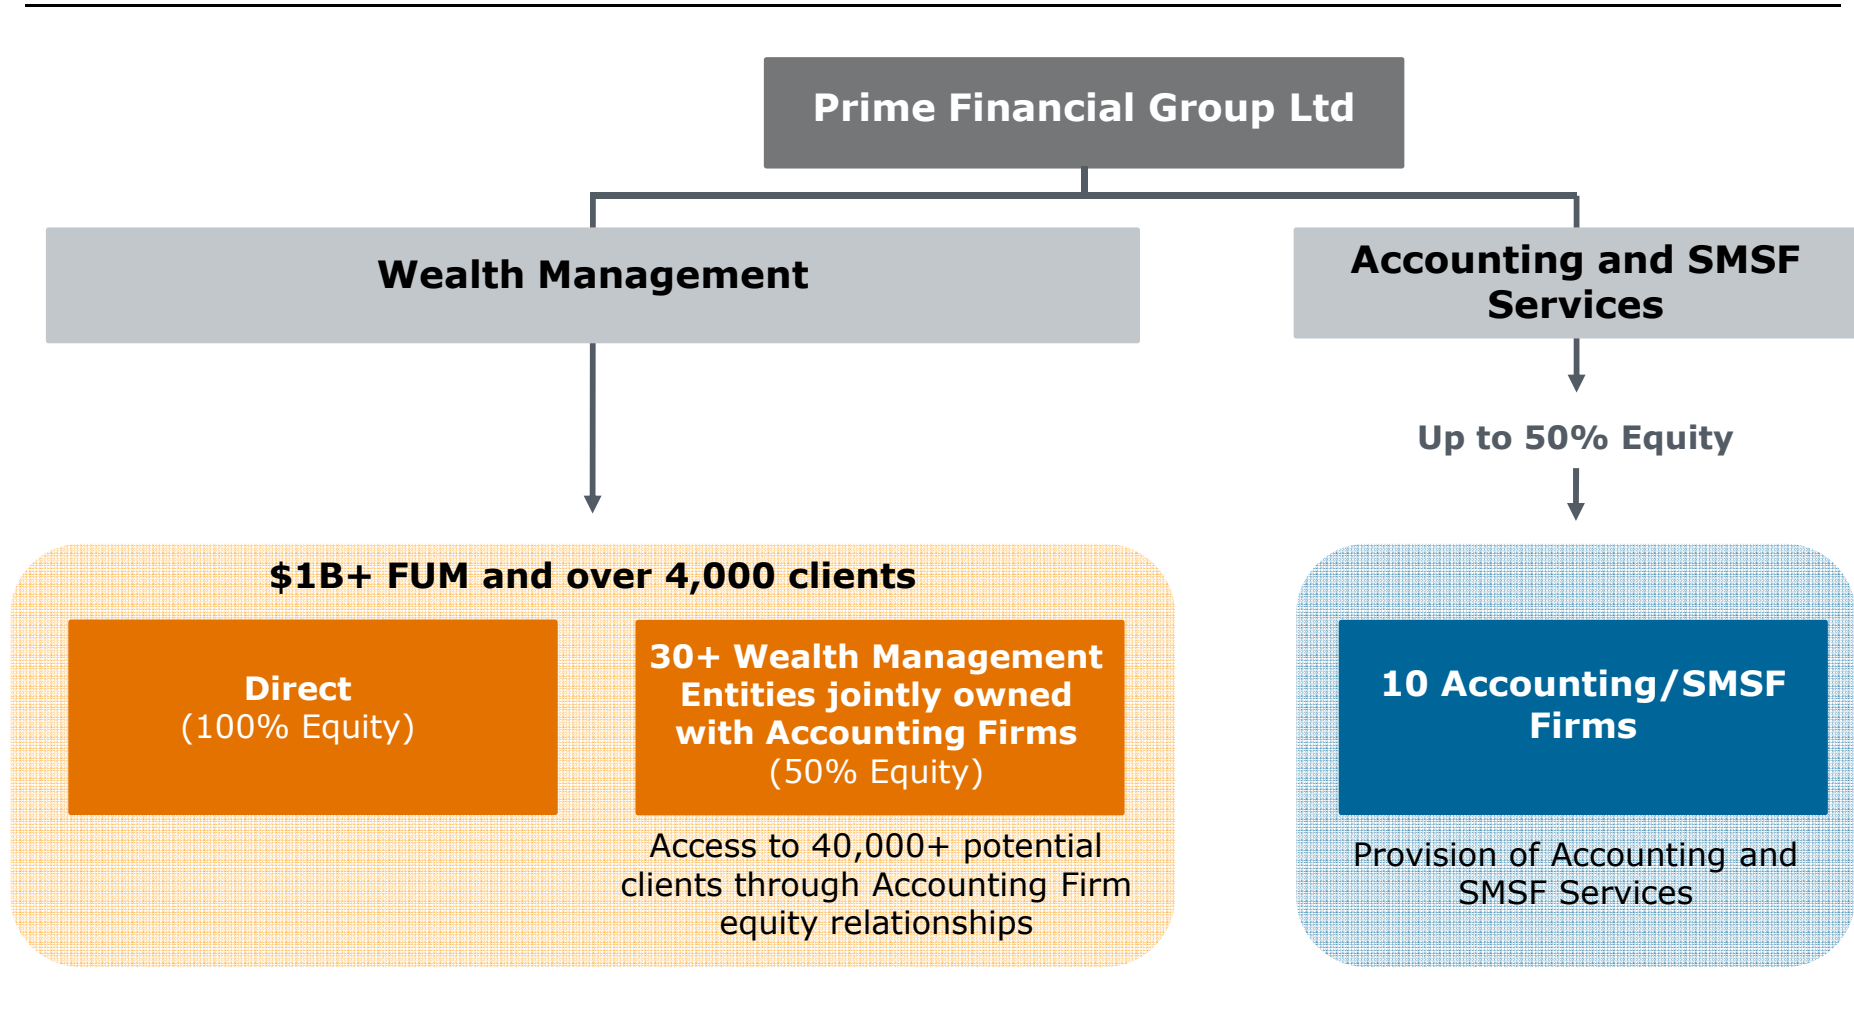 Prime Financial Group Ltd
Wealth Management
Accounting and SMSF
Services
Up to 50% Equity
$1B+ FUM and over 4,000 clients
Direct
(100% Equity)
30+ Wealth Management
Entities jointly owned
with Accounting Firms
(50% Equity)
Access to 40,000+ potential
clients through Accounting Firm
equity relationships
10 Accounting/SMSF
Firms
Provision of Accounting and
SMSF Services